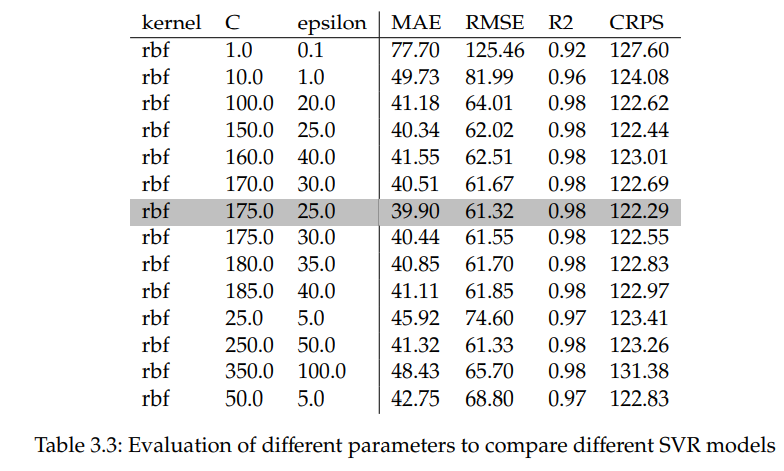 kernel C epsilon MAE RMSE R2 CRPS
rbf 1.0 0.1 77.70 125.46 0.92 127.60
rbf 10.0 1.0 49.73 81.99 0.96 124.08
rbf 100.0 20.0 41.18 64.01 0.98 122.62
rbf 150.0 25.0 40.34 62.02 0.98 122.44
rbf 160.0 40.0 41.55 62.51 0.98 123.01
rbf 170.0 30.0 40.51 61.67 0.98 122.69
rbf 175.0 25.0 39.90 61.32 0.98 122.29
rbf 175.0 30.0 40.44 61.55 0.98 122.55
rbf 180.0 35.0 40.85 61.70 0.98 122.83
rbf 185.0 40.0 41.11 61.85 0.98 122.97
rbf 25.0 5.0 45.92 74.60 0.97 123.41
rbf 250.0 50.0 41.32 61.33 0.98 123.26
rbf 350.0 100.0 48.43 65.70 0.98 131.38
rbf 50.0 5.0 42.75 68.80 0.97 122.83
Table 3.3: Evaluation of different parameters to compare different SVR models